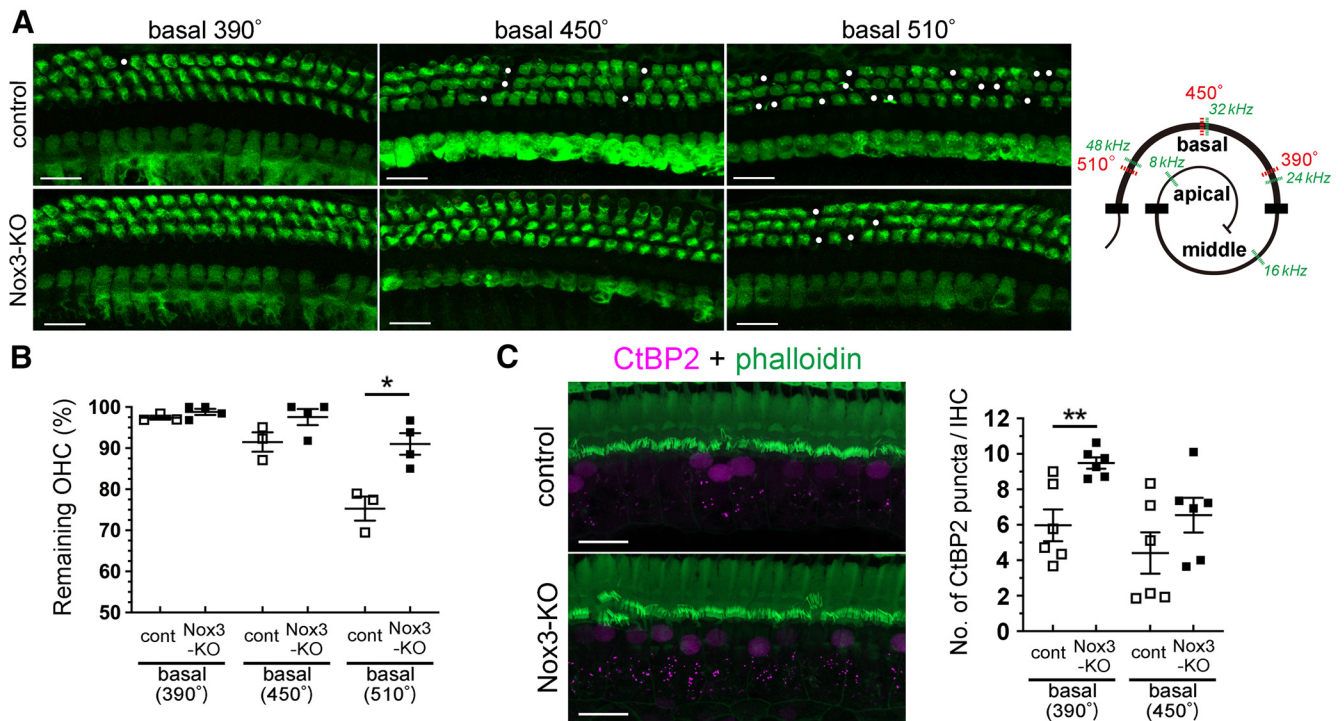 A
basal 390°
basal 450°
basal 510°
control
Nox3-KO
450°
32 kHz
basal
48 kHz
510°
8 kHz
390°
24 kHz
apical
middle
16 kHz
B
Remaining OHC (%)
100
90
80
70
60
50
*
cont
Nox3
-KO
cont
Nox3
-KO
cont
Nox3
-KO
basal
(390°)
basal
(450°)
basal
(510°)
C
CtBP2 + phalloidin
control
Nox3-KO
No. of CtBP2 puncta / IHC
12
10
8
6
4
2
0
**
cont
Nox3
-KO
cont
Nox3
-KO
basal
(390°)
basal
(450°)